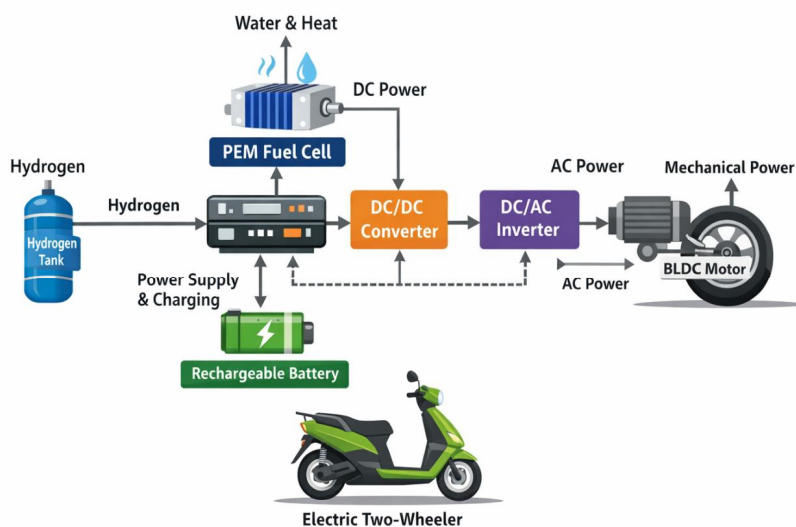 Water & Heat
DC Power
PEM Fuel Cell
Hydrogen
Hydrogen
Tank
Hydrogen
DC/DC
Converter
DC/AC
Inverter
AC Power
Mechanical Power
BLDC Motor
AC Power
Power Supply
& Charging
Rechargeable Battery
Electric Two-Wheeler